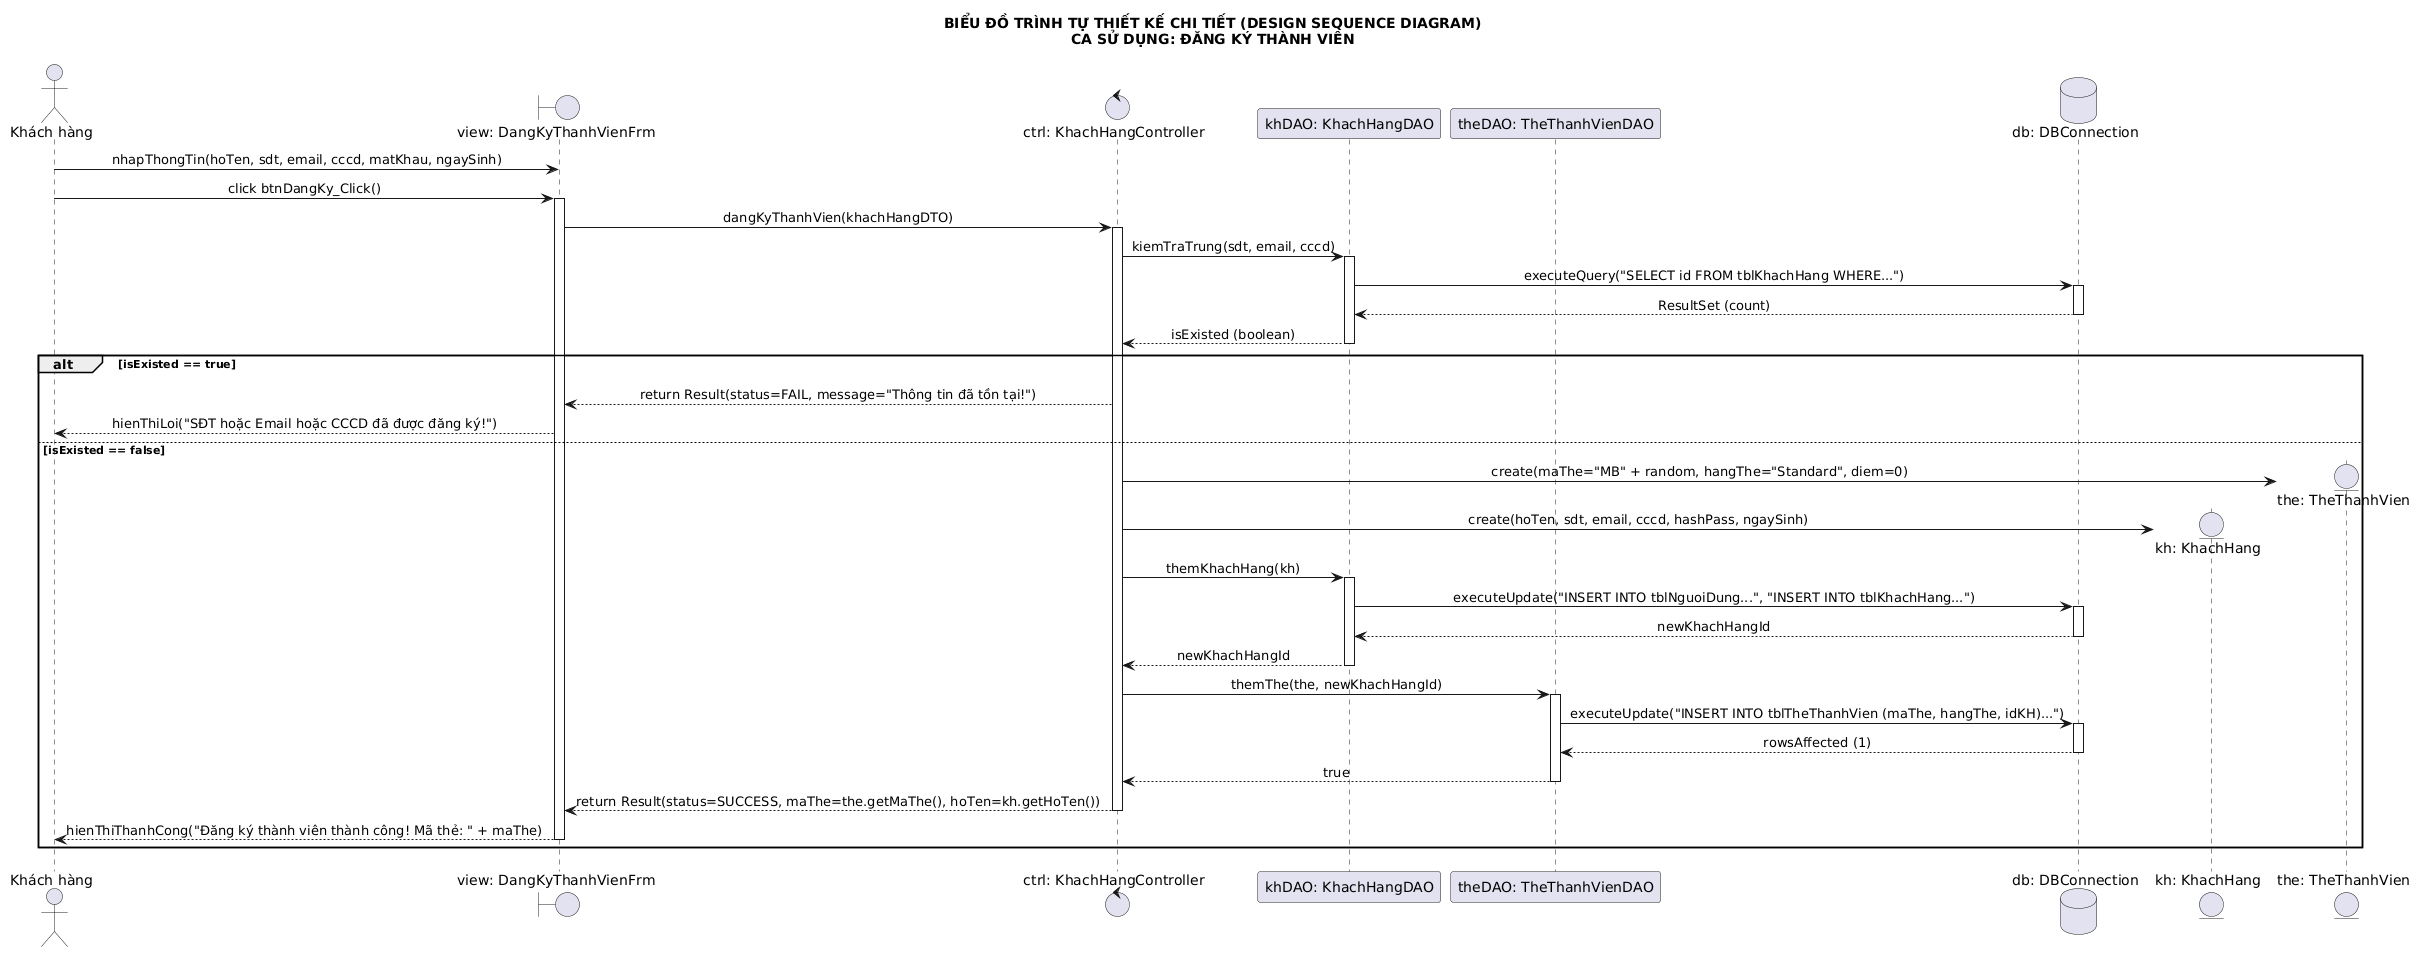 BIỂU ĐỒ TRÌNH TỰ THIẾT KẾ CHI TIẾT (DESIGN SEQUENCE DIAGRAM)
CA SỬ DỤNG: ĐĂNG KÝ THÀNH VIÊN
Khách hàng
view: DangKyThanhVienFrm
ctrl: KhachHangController
khDAO: KhachHangDAO
theDAO: TheThanhVienDAO
db: DBConnection
nhapThongTin(hoTen, sdt, email, cccd, matKhau, ngaySinh)
click btnDangKy_Click()
dangKyThanhVien(khachHangDTO)
kiemTraTrung(sdt, email, cccd)
executeQuery("SELECT id FROM tblKhachHang WHERE...")
ResultSet (count)
isExisted (boolean)
alt
[isExisted == true]
return Result(status=FAIL, message="Thông tin đã tồn tại!")
hienThiLoi("SĐT hoặc Email hoặc CCCD đã được đăng ký!")
[isExisted == false]
create(maThe="MB" + random, hangThe="Standard", diem=0)
the: TheThanhVien
create(hoTen, sdt, email, cccd, hashPass, ngaySinh)
kh: KhachHang
themKhachHang(kh)
executeUpdate("INSERT INTO tblNguoiDung...", "INSERT INTO tblKhachHang...")
newKhachHangId
newKhachHangId
themThe(the, newKhachHangId)
executeUpdate("INSERT INTO tblTheThanhVien (maThe, hangThe, idKH)...")
rowsAffected (1)
true
return Result(status=SUCCESS, maThe=the.getMaThe(), hoTen=kh.getHoTen())
hienThiThanhCong("Đăng ký thành viên thành công! Mã thẻ: " + maThe)
Khách hàng
view: DangKyThanhVienFrm
ctrl: KhachHangController
khDAO: KhachHangDAO
theDAO: TheThanhVienDAO
db: DBConnection
kh: KhachHang
the: TheThanhVien